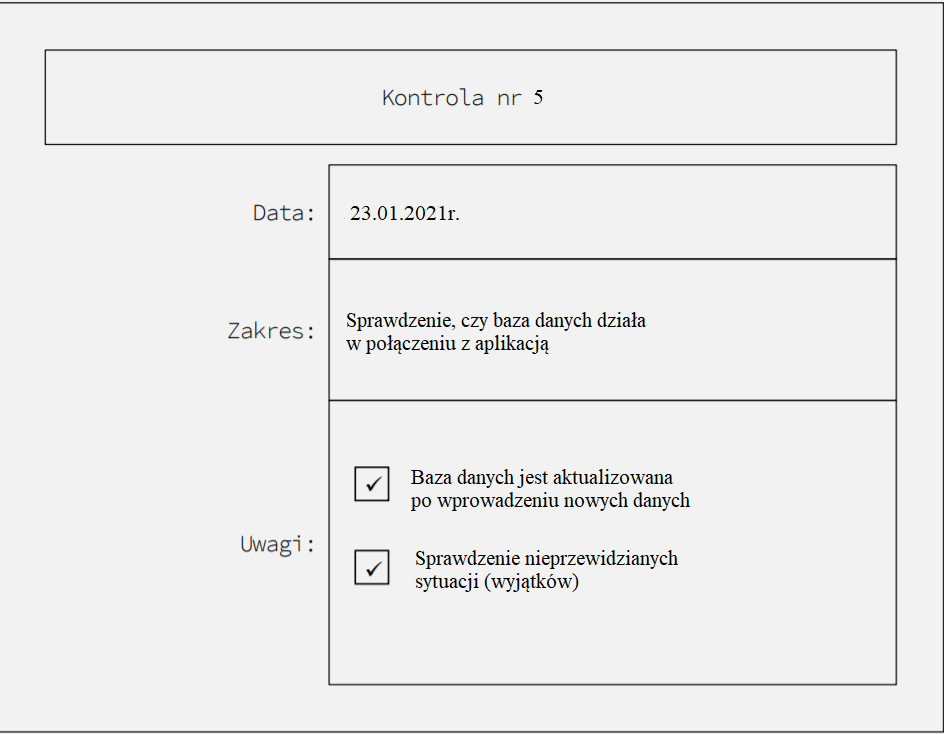 Kontrola nr 5
Data:
23.01.2021r.
Zakres:
Sprawdzenie, czy baza danych działa
w połączeniu z aplikacją
Uwagi:
✓ Baza danych jest aktualizowana
po wprowadzeniu nowych danych
✓ Sprawdzenie nieprzewidzianych
sytuacji (wyjątków)